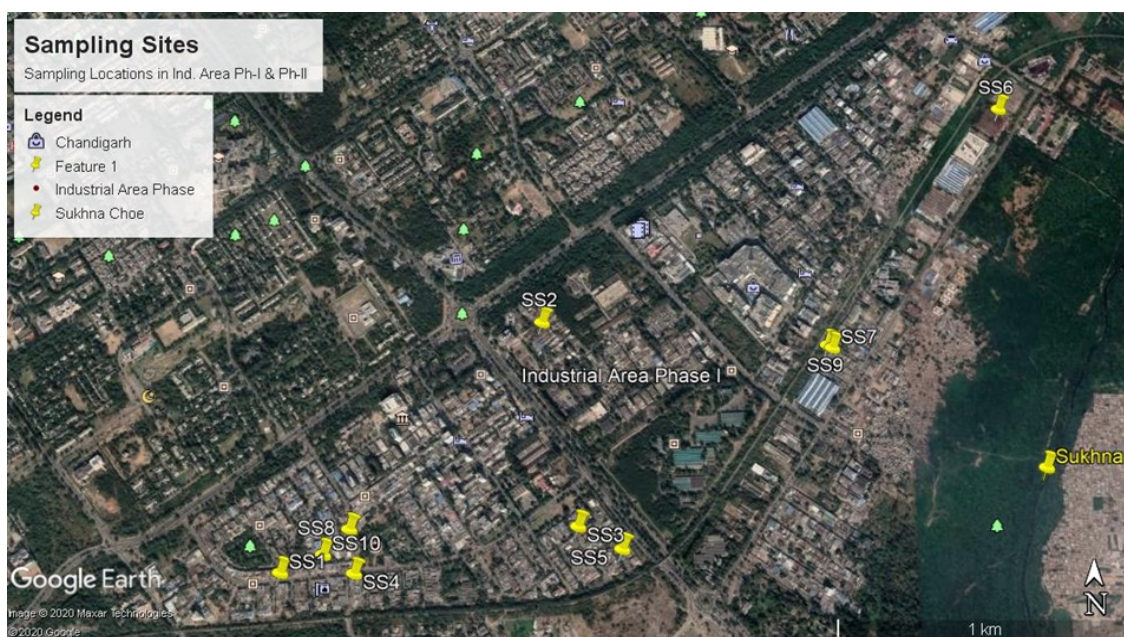 Sampling Sites
Sampling Locations in Ind. Area Ph-I & Ph-II
Legend
Chandigarh
Feature 1
Industrial Area Phase
Sukhna Choe
SS6
SS2
SS7
SS9
Industrial Area Phase I
Sukhna
SS8
SS10
SS3
SS5
SS1
SS4
Google Earth
Image © 2020 Maxar Technologies
© 2020 Google
N
1 km